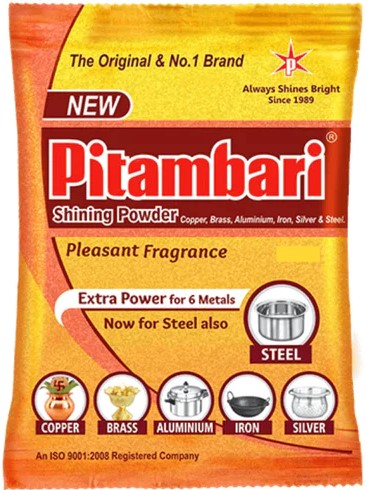 The Original & No.1 Brand
P
Always Shines Bright
Since 1989
NEW
Pitambari®
Shining Powder Copper, Brass, Aluminium, Iron, Silver & Steel.
Pleasant Fragrance
Extra Power for 6 Metals
Now for Steel also
STEEL
COPPER BRASS ALUMINIUM IRON SILVER
An ISO 9001:2008 Registered Company